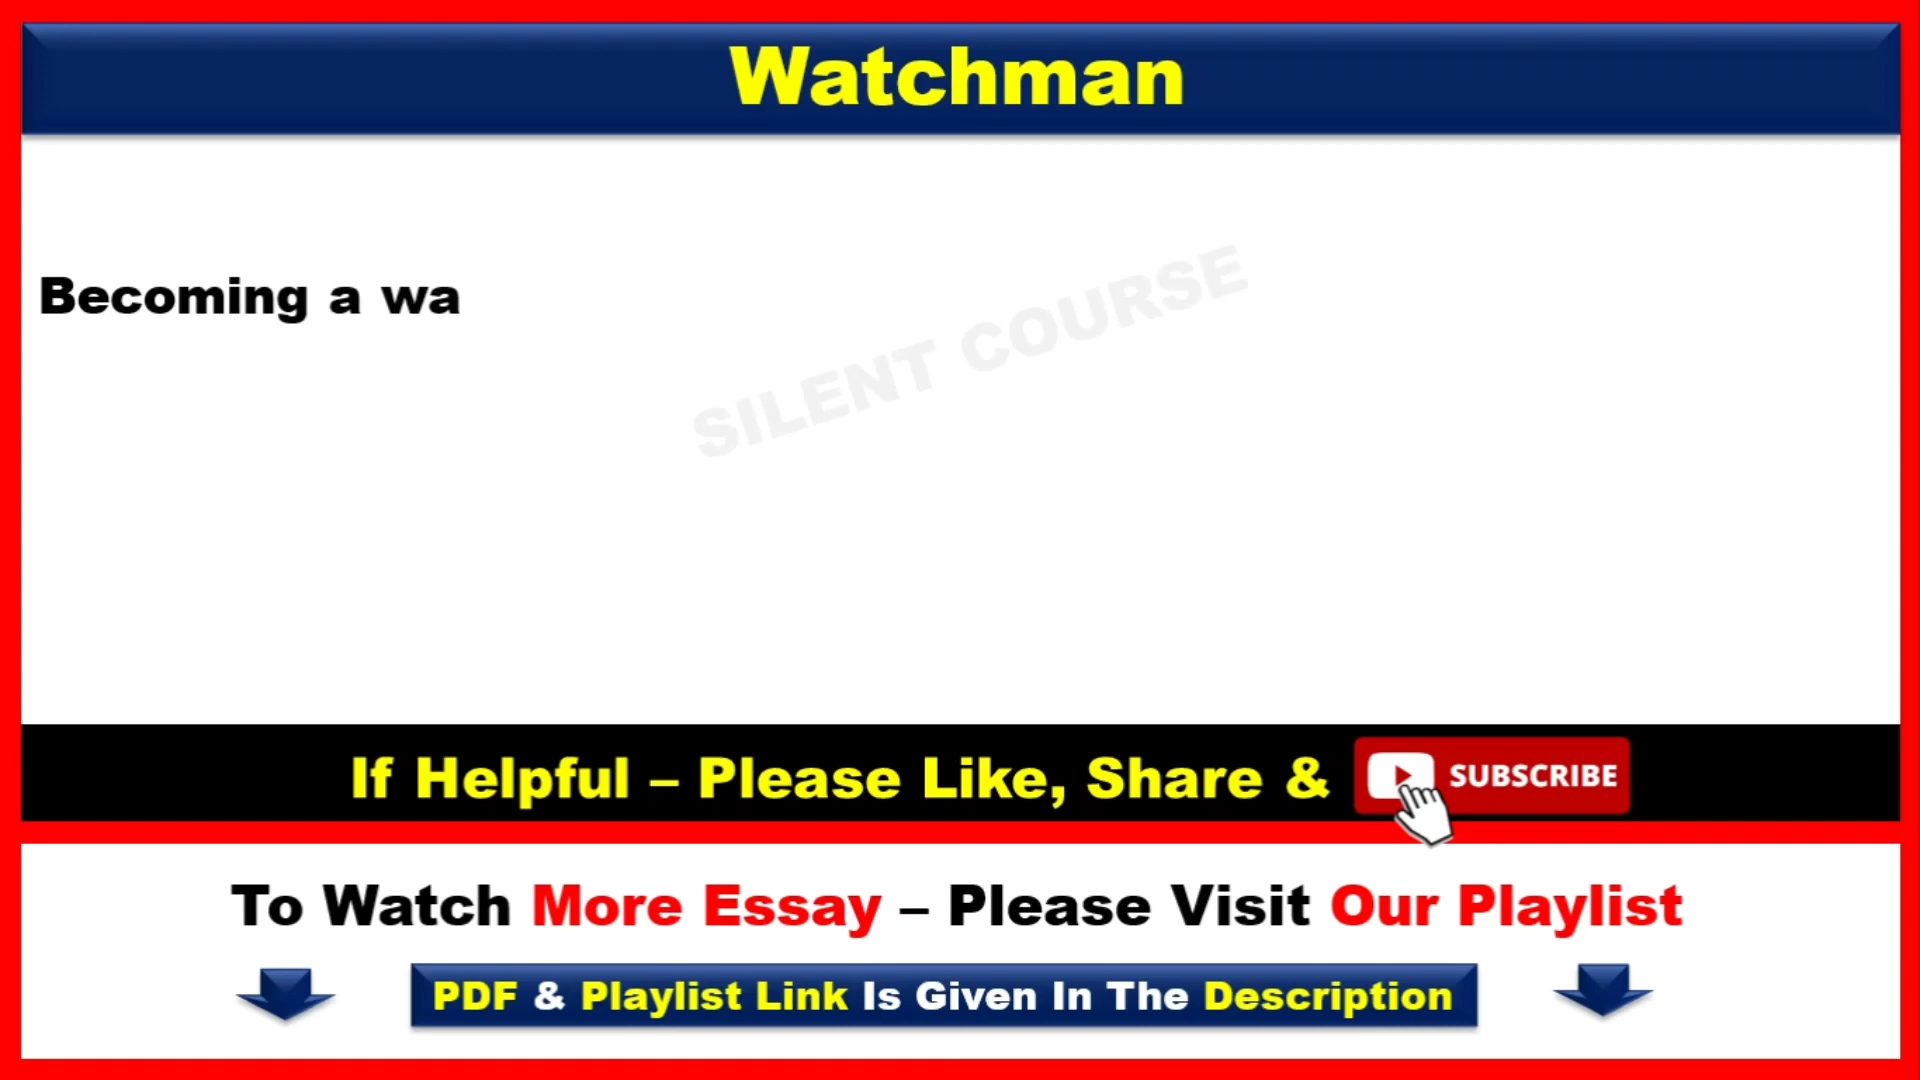 Watchman
Becoming a wa
SILENT COURSE
If Helpful – Please Like, Share & SUBSCRIBE
To Watch More Essay – Please Visit Our Playlist
PDF & Playlist Link Is Given In The Description